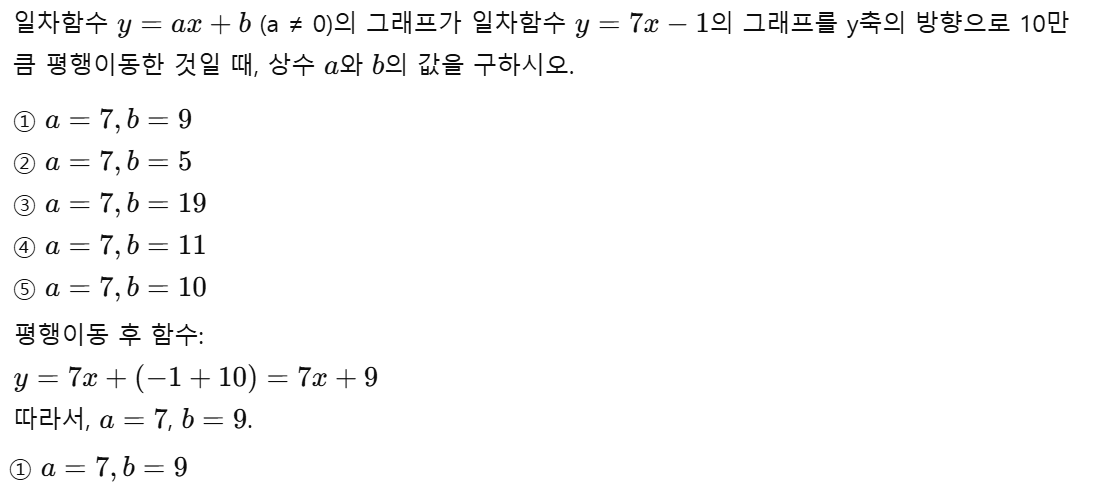 일차함수 y = ax + b (a ≠ 0)의 그래프가 일차함수 y = 7x − 1의 그래프를 y축의 방향으로 10만
큼 평행이동한 것일 때, 상수 a와 b의 값을 구하시오.
① a = 7, b = 9
② a = 7, b = 5
③ a = 7, b = 19
④ a = 7, b = 11
⑤ a = 7, b = 10
평행이동 후 함수:
y = 7x + (−1 + 10) = 7x + 9
따라서, a = 7, b = 9.
① a = 7, b = 9